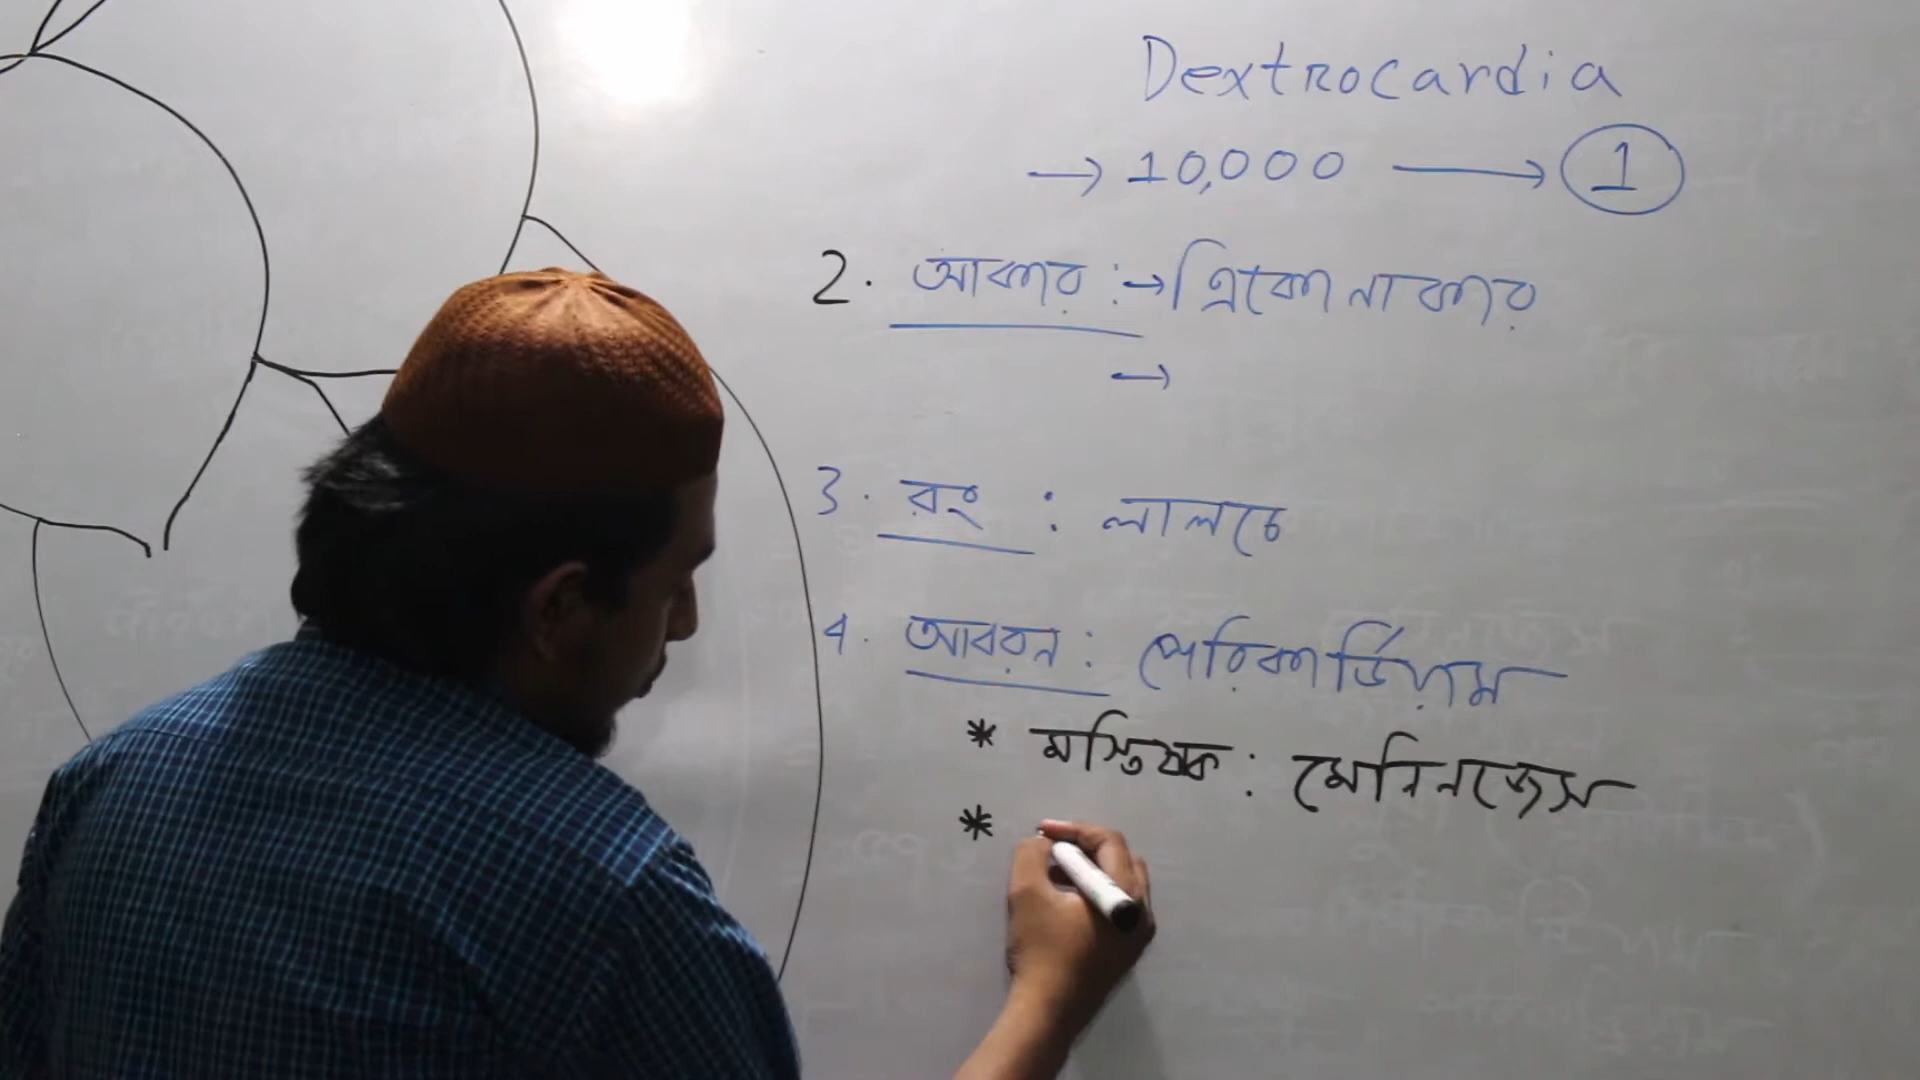 Dextrocardia
→ 10,000 → 1
2. আকার :→ ত্রিকোনাকার
→
3. রং : লালচে
4. আবরন : পেরিকার্ডিয়াম
* মস্তিষ্ক : মেনিনজেস
*